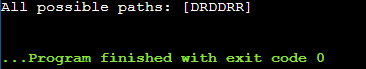 All possible paths: [DRDDRR]
...Program finished with exit code 0